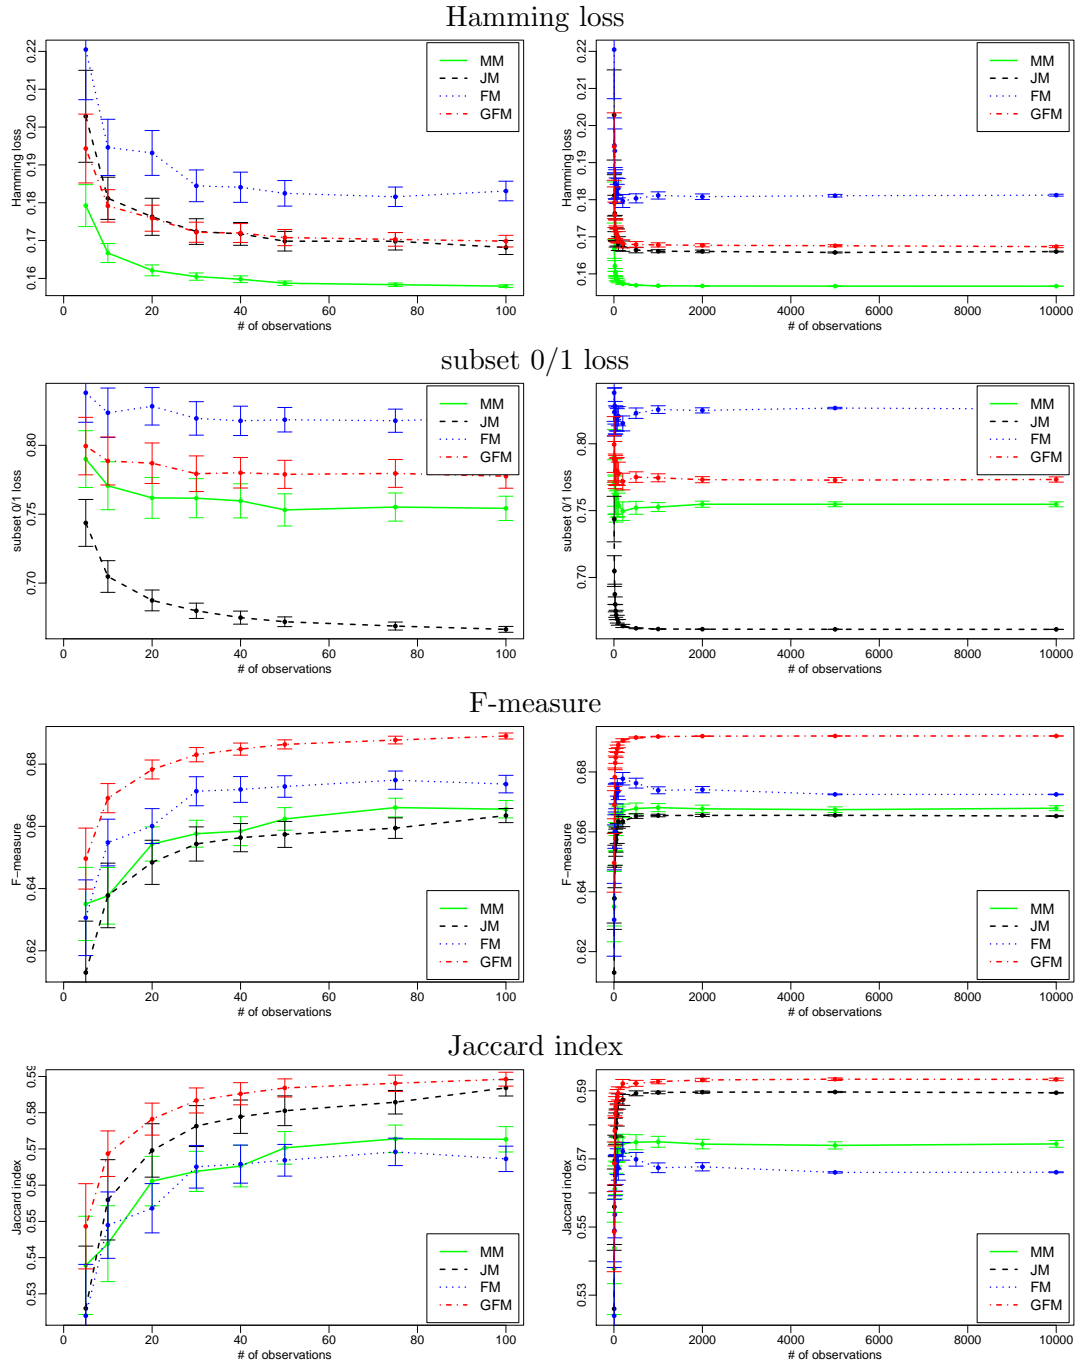 Hamming loss
0.16 0.17 0.18 0.19 0.20 0.21 0.22
Hamming loss
0 20 40 60 80 100
# of observations
MM
JM
FM
GFM
0.16 0.17 0.18 0.19 0.20 0.21 0.22
Hamming loss
0 2000 4000 6000 8000 10000
# of observations
MM
JM
FM
GFM
subset 0/1 loss
0.70 0.75 0.80
subset 0/1 loss
0 20 40 60 80 100
# of observations
MM
JM
FM
GFM
0.70 0.75 0.80
subset 0/1 loss
0 2000 4000 6000 8000 10000
# of observations
MM
JM
FM
GFM
F-measure
0.62 0.64 0.66 0.68
F−measure
0 20 40 60 80 100
# of observations
MM
JM
FM
GFM
0.62 0.64 0.66 0.68
F−measure
0 2000 4000 6000 8000 10000
# of observations
MM
JM
FM
GFM
Jaccard index
0.53 0.54 0.55 0.56 0.57 0.58 0.59
Jaccard index
0 20 40 60 80 100
# of observations
MM
JM
FM
GFM
0.53 0.55 0.57 0.59
Jaccard index
0 2000 4000 6000 8000 10000
# of observations
MM
JM
FM
GFM